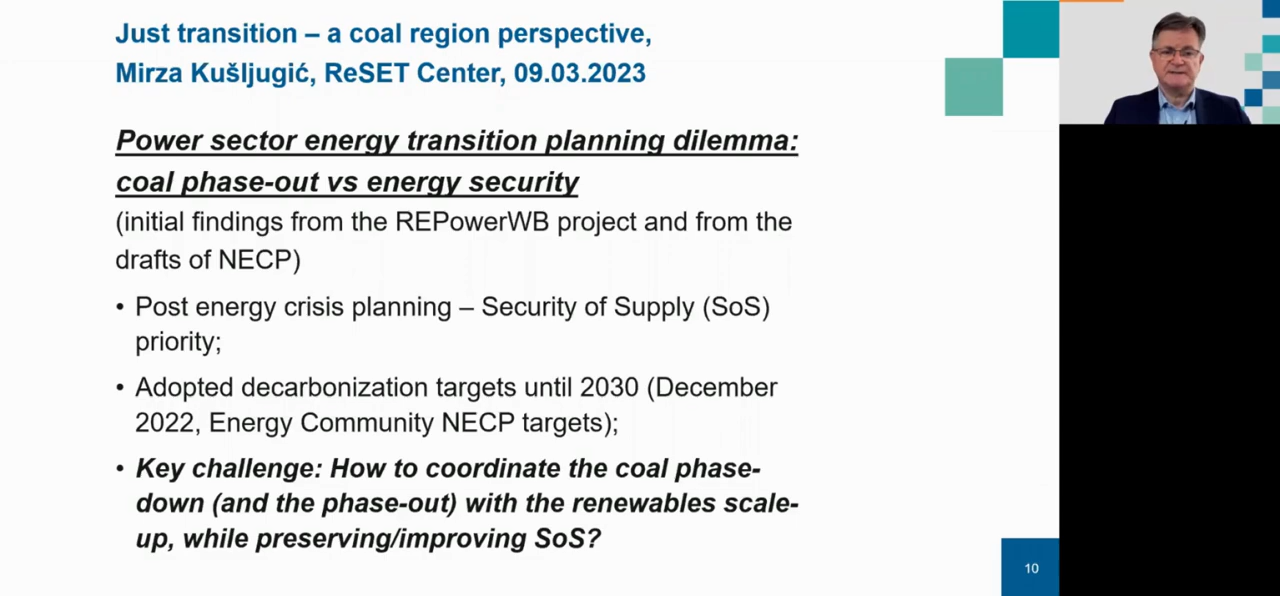 Just transition – a coal region perspective,
Mirza Kušljugić, ReSET Center, 09.03.2023
Power sector energy transition planning dilemma:
coal phase-out vs energy security
(initial findings from the REPowerWB project and from the
drafts of NECP)
• Post energy crisis planning – Security of Supply (SoS)
priority;
• Adopted decarbonization targets until 2030 (December
2022, Energy Community NECP targets);
• Key challenge: How to coordinate the coal phase-
down (and the phase-out) with the renewables scale-
up, while preserving/improving SoS?
10